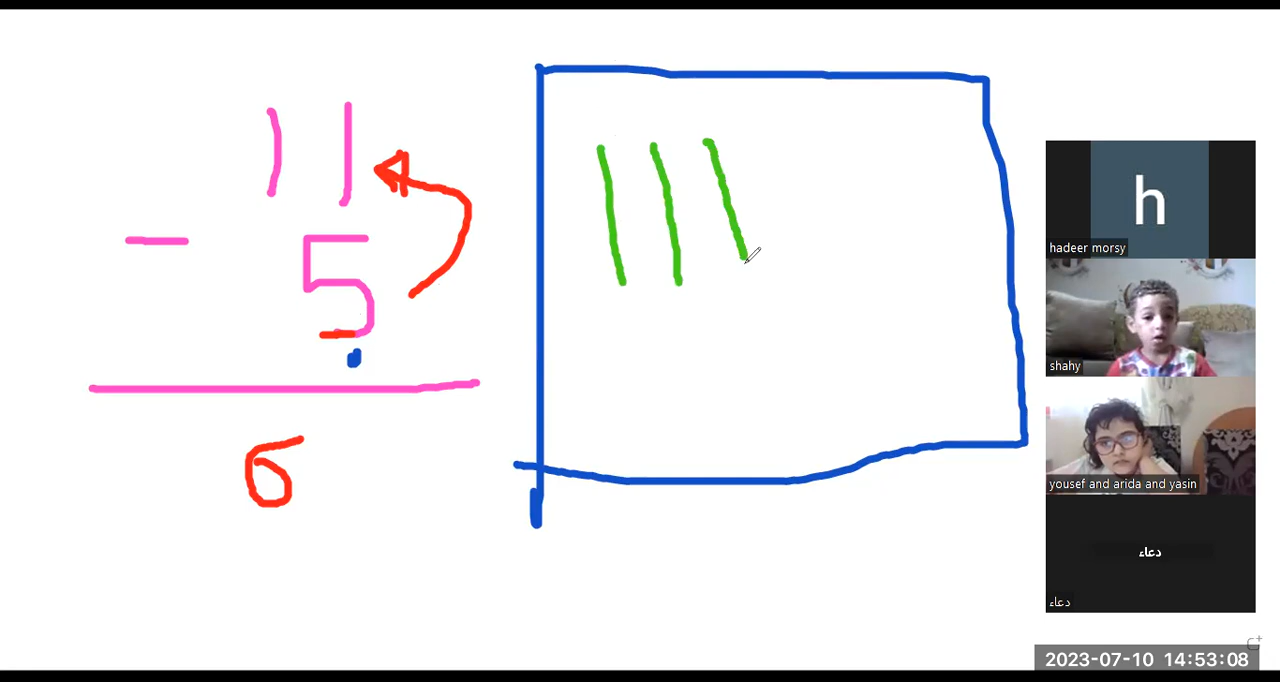 11
- 5
6
h
hadeer morsy
shahy
yousef and arida and yasin
دعاء
دعاء
2023-07-10 14:53:08